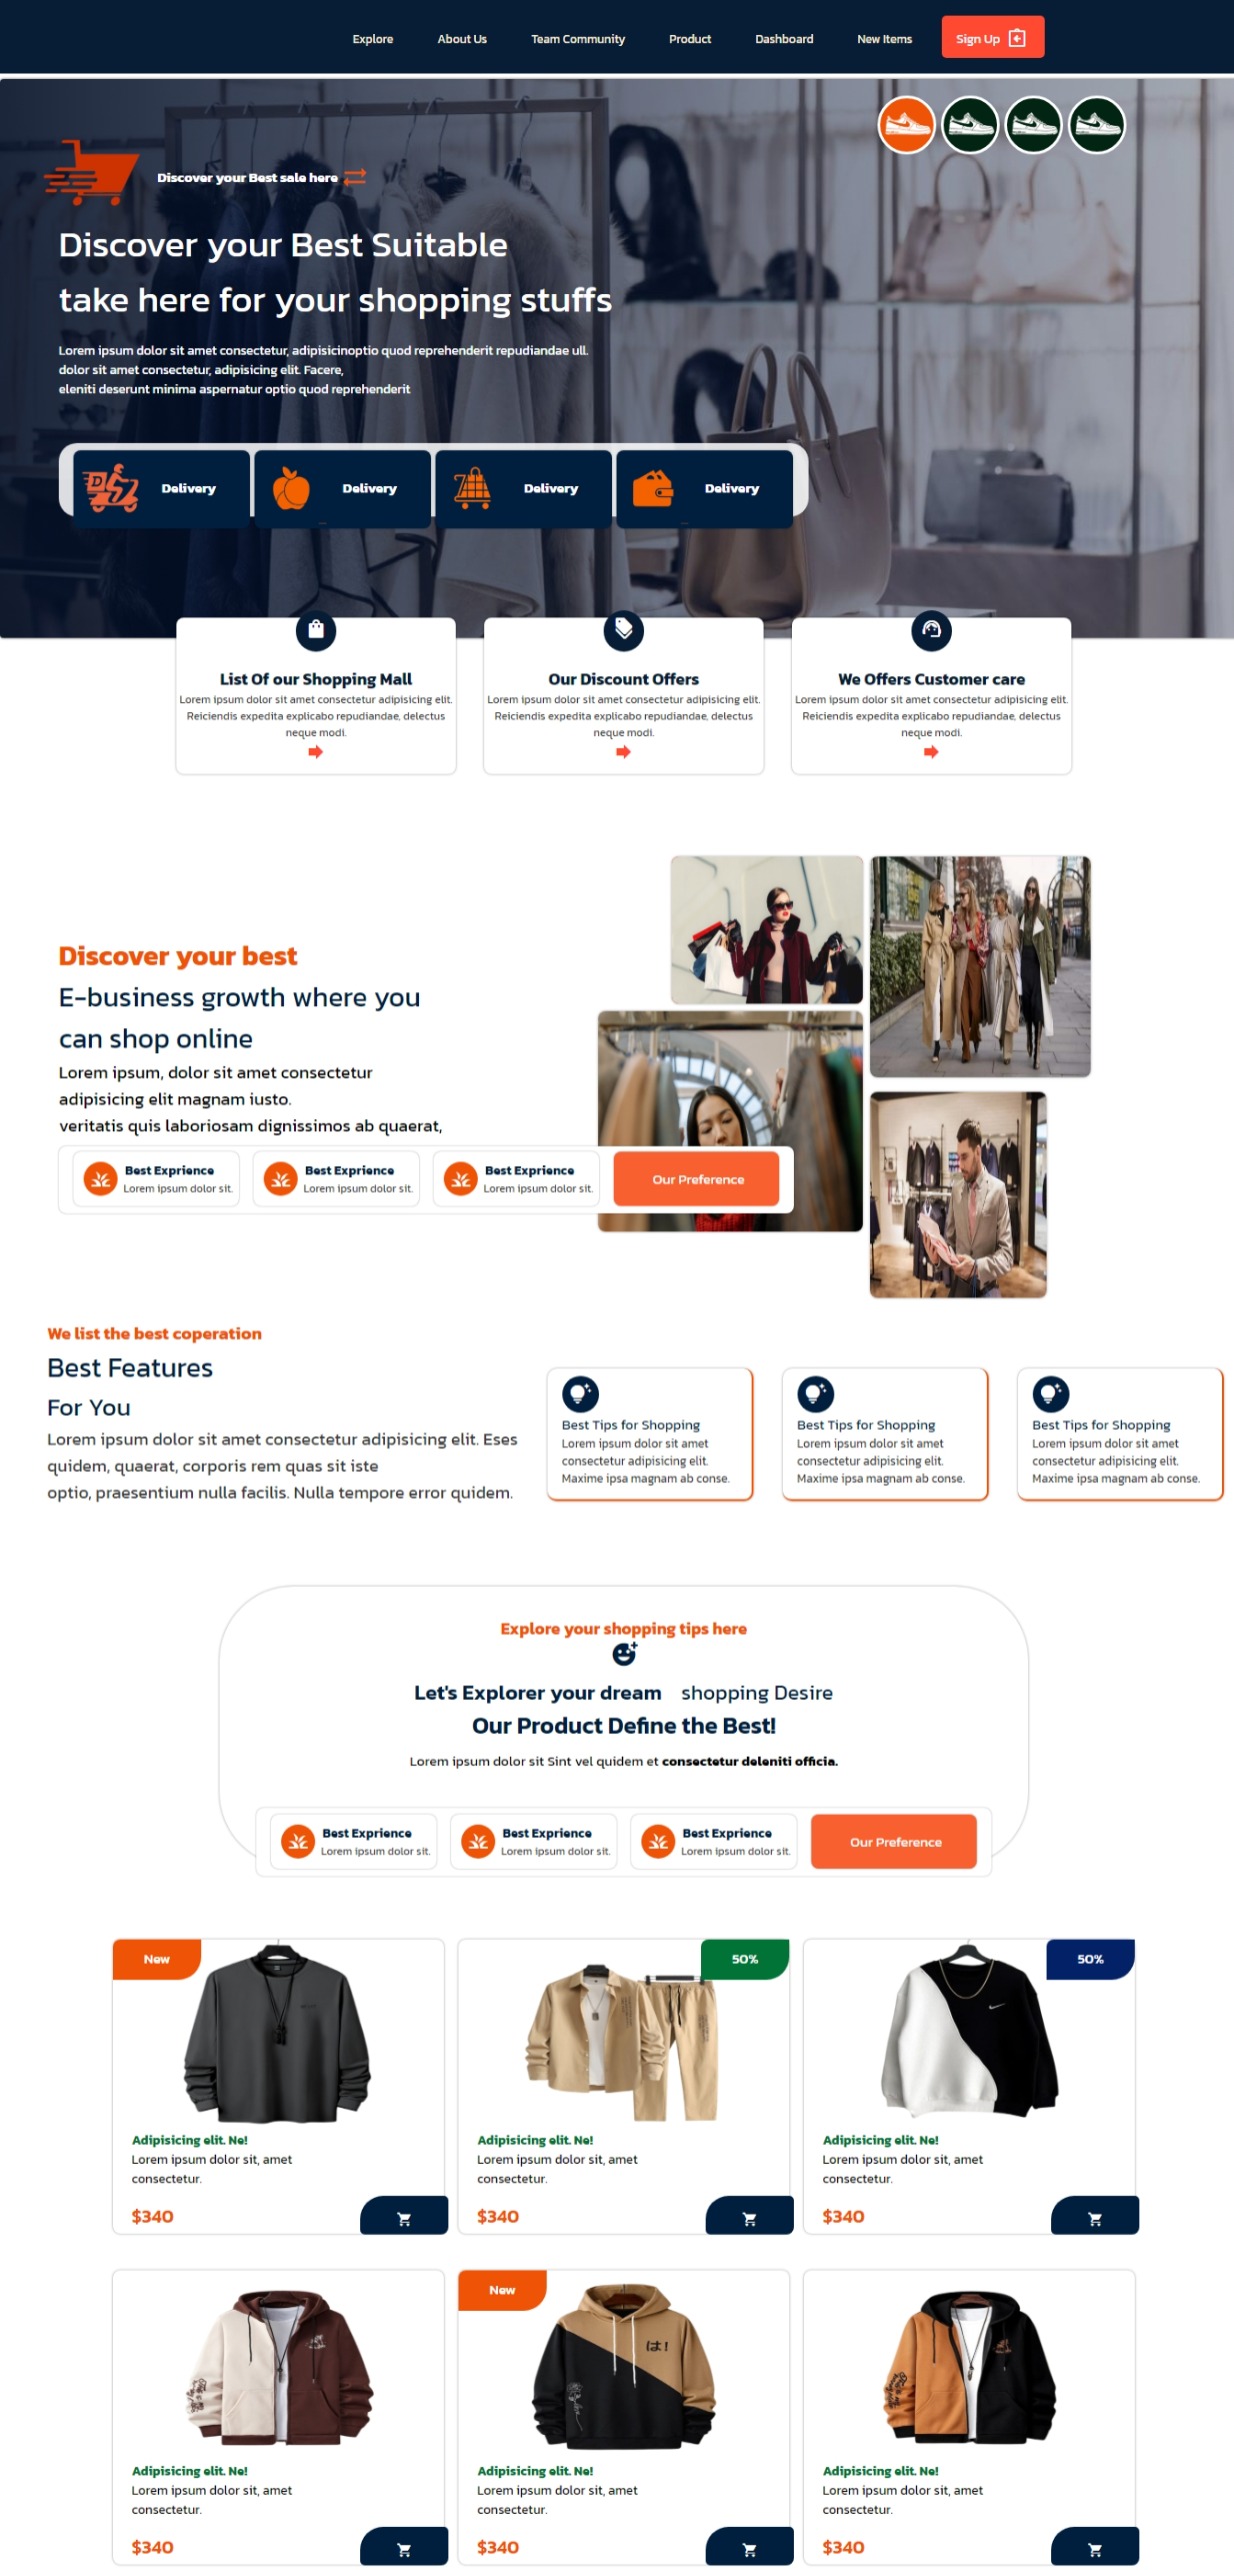 Explore About Us Team Community Product Dashboard New Items Sign Up
Discover your Best sale here
Discover your Best Suitable
take here for your shopping stuffs
Lorem ipsum dolor sit amet consectetur, adipisicinoptio quod reprehenderit repudiandae ull.
dolor sit amet consectetur, adipisicing elit. Facere,
eleniti deserunt minima aspernatur optio quod reprehenderit
D Delivery Delivery Delivery Delivery
List Of our Shopping Mall
Lorem ipsum dolor sit amet consectetur adipisicing elit.
Reiciendis expedita explicabo repudiandae, delectus
neque modi.
Our Discount Offers
Lorem ipsum dolor sit amet consectetur adipisicing elit.
Reiciendis expedita explicabo repudiandae, delectus
neque modi.
We Offers Customer care
Lorem ipsum dolor sit amet consectetur adipisicing elit.
Reiciendis expedita explicabo repudiandae, delectus
neque modi.
Discover your best
E-business growth where you
can shop online
Lorem ipsum, dolor sit amet consectetur
adipisicing elit magnam iusto.
veritatis quis laboriosam dignissimos ab quaerat,
Best Exprience
Lorem ipsum dolor sit.
Best Exprience
Lorem ipsum dolor sit.
Best Exprience
Lorem ipsum dolor sit.
Our Preference
We list the best coperation
Best Features
For You
Lorem ipsum dolor sit amet consectetur adipisicing elit. Eses
quidem, quaerat, corporis rem quas sit iste
optio, praesentium nulla facilis. Nulla tempore error quidem.
Best Tips for Shopping
Lorem ipsum dolor sit amet
consectetur adipisicing elit.
Maxime ipsa magnam ab conse.
Best Tips for Shopping
Lorem ipsum dolor sit amet
consectetur adipisicing elit.
Maxime ipsa magnam ab conse.
Best Tips for Shopping
Lorem ipsum dolor sit amet
consectetur adipisicing elit.
Maxime ipsa magnam ab conse.
Explore your shopping tips here
Let's Explorer your dream shopping Desire
Our Product Define the Best!
Lorem ipsum dolor sit Sint vel quidem et consectetur deleniti officia.
Best Exprience
Lorem ipsum dolor sit.
Best Exprience
Lorem ipsum dolor sit.
Best Exprience
Lorem ipsum dolor sit.
Our Preference
New
Adipisicing elit. Ne!
Lorem ipsum dolor sit, amet
consectetur.
$340
50%
Adipisicing elit. Ne!
Lorem ipsum dolor sit, amet
consectetur.
$340
50%
Adipisicing elit. Ne!
Lorem ipsum dolor sit, amet
consectetur.
$340
Adipisicing elit. Ne!
Lorem ipsum dolor sit, amet
consectetur.
$340
New
は!
Adipisicing elit. Ne!
Lorem ipsum dolor sit, amet
consectetur.
$340
Adipisicing elit. Ne!
Lorem ipsum dolor sit, amet
consectetur.
$340